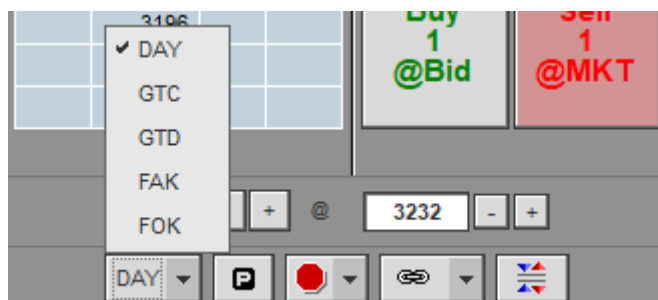 3196
Buy
1
@Bid
Sell
1
@MKT
✔ DAY
GTC
GTD
FAK
FOK
+ @ 3232 - +
DAY P